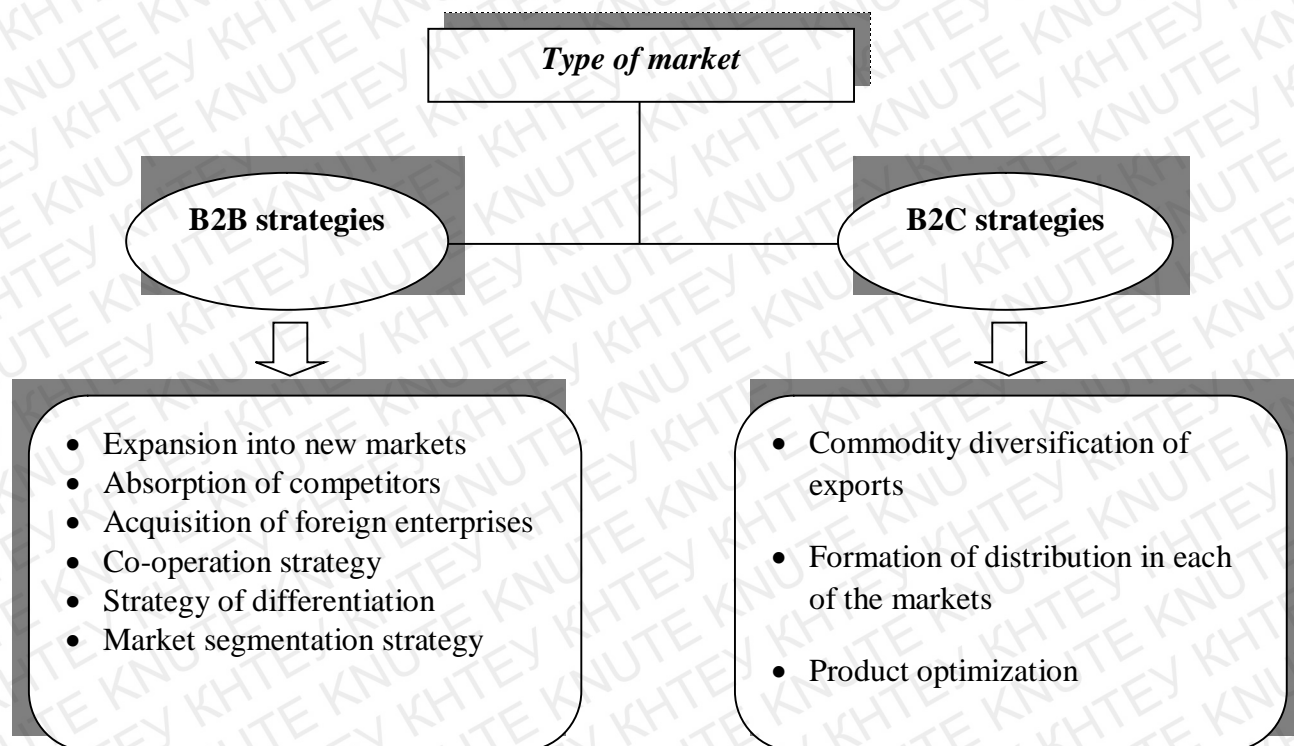 Type of market
B2B strategies
B2C strategies
• Expansion into new markets
• Absorption of competitors
• Acquisition of foreign enterprises
• Co-operation strategy
• Strategy of differentiation
• Market segmentation strategy
• Commodity diversification of
exports
• Formation of distribution in each
of the markets
• Product optimization
KNUTE КНТЕУ